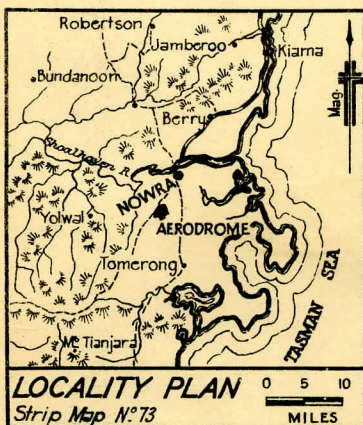 Robertson
Jamberoo
Kiama
Bundanoon
Mag.
Berry
Shoalhaven R.
NOWRA
Yalwal
AERODROME
Tomerong
TASMAN SEA
Mt Tianjara
LOCALITY PLAN
Strip Map No. 73
0 5 10
MILES